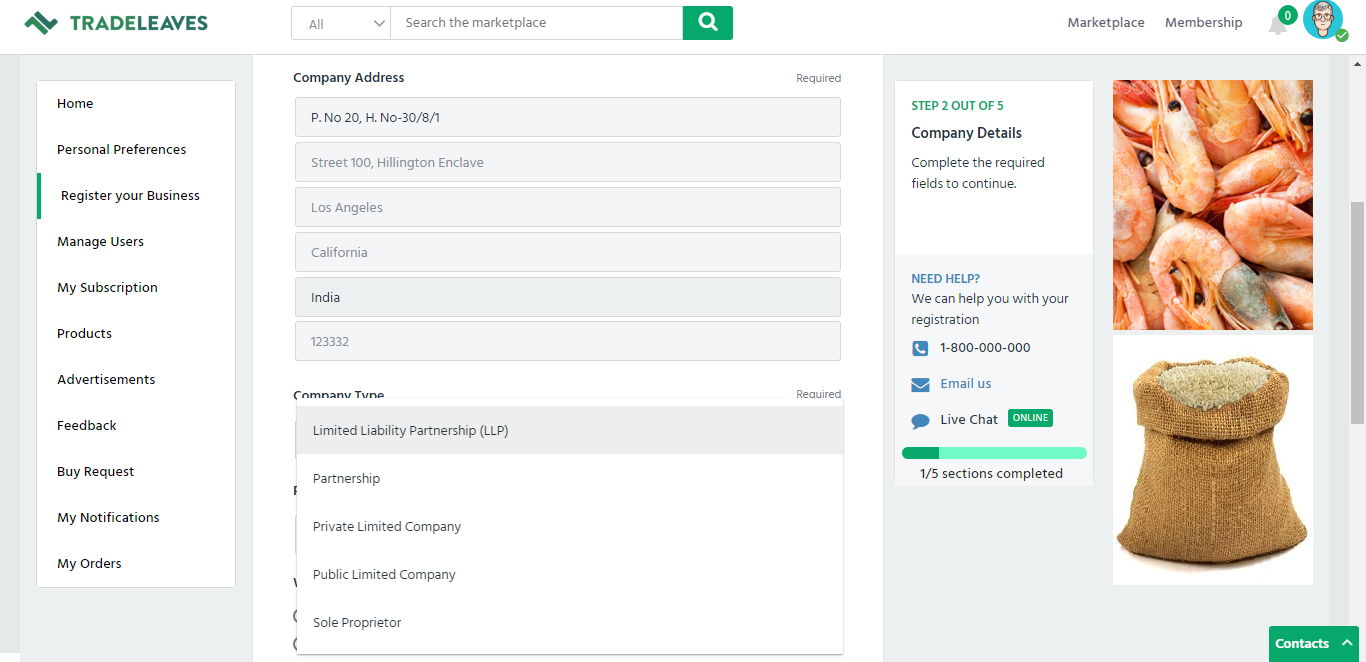 TRADELEAVES
All
Search the marketplace
Marketplace
Membership
0
Home
Personal Preferences
Register your Business
Manage Users
My Subscription
Products
Advertisements
Feedback
Buy Request
My Notifications
My Orders
Company Address
Required
P. No 20, H. No-30/8/1
Street 100, Hillington Enclave
Los Angeles
California
India
123332
Company Type
Required
Limited Liability Partnership (LLP)
Partnership
Private Limited Company
Public Limited Company
Sole Proprietor
STEP 2 OUT OF 5
Company Details
Complete the required
fields to continue.
NEED HELP?
We can help you with your
registration
1-800-000-000
Email us
Live Chat ONLINE
1/5 sections completed
Contacts